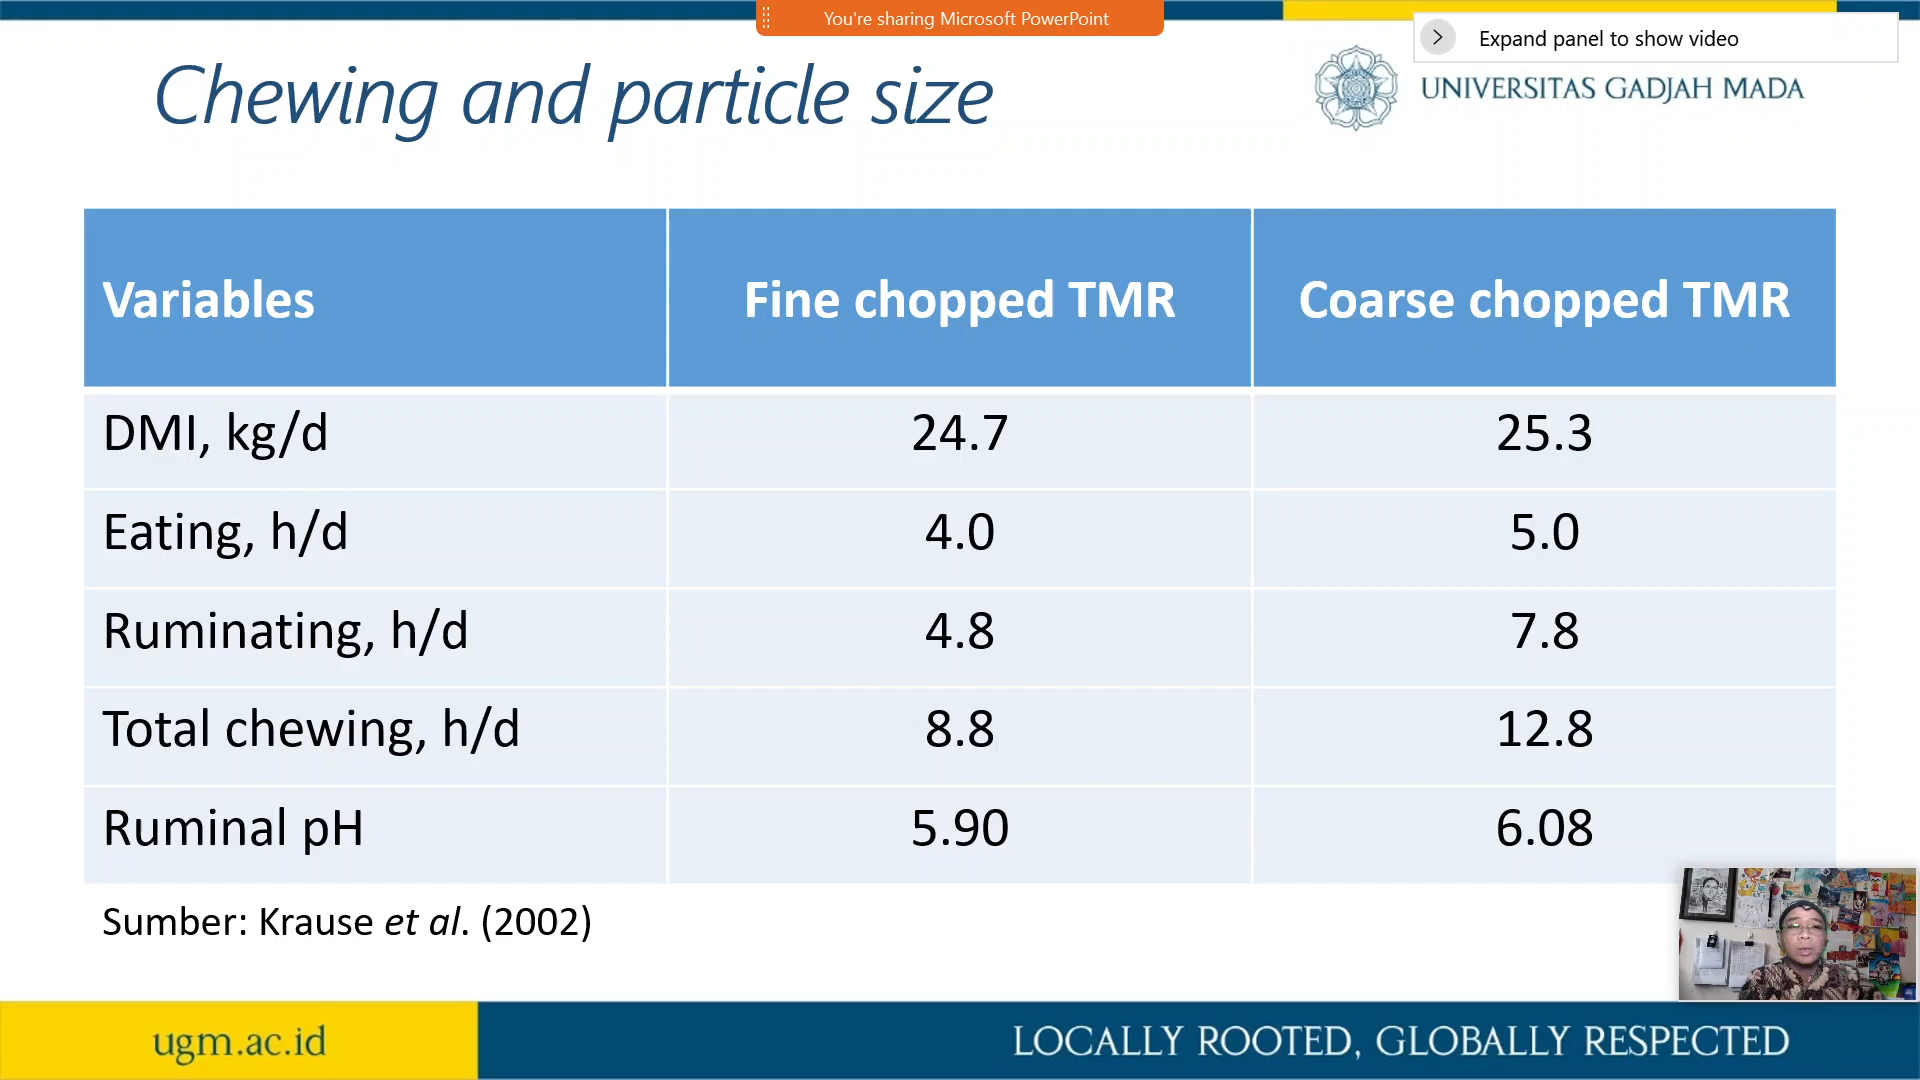 You're sharing Microsoft PowerPoint
Expand panel to show video
Chewing and particle size
UNIVERSITAS GADJAH MADA
Variables Fine chopped TMR Coarse chopped TMR
DMI, kg/d 24.7 25.3
Eating, h/d 4.0 5.0
Ruminating, h/d 4.8 7.8
Total chewing, h/d 8.8 12.8
Ruminal pH 5.90 6.08
Sumber: Krause et al. (2002)
ugm.ac.id LOCALLY ROOTED, GLOBALLY RESPECTED